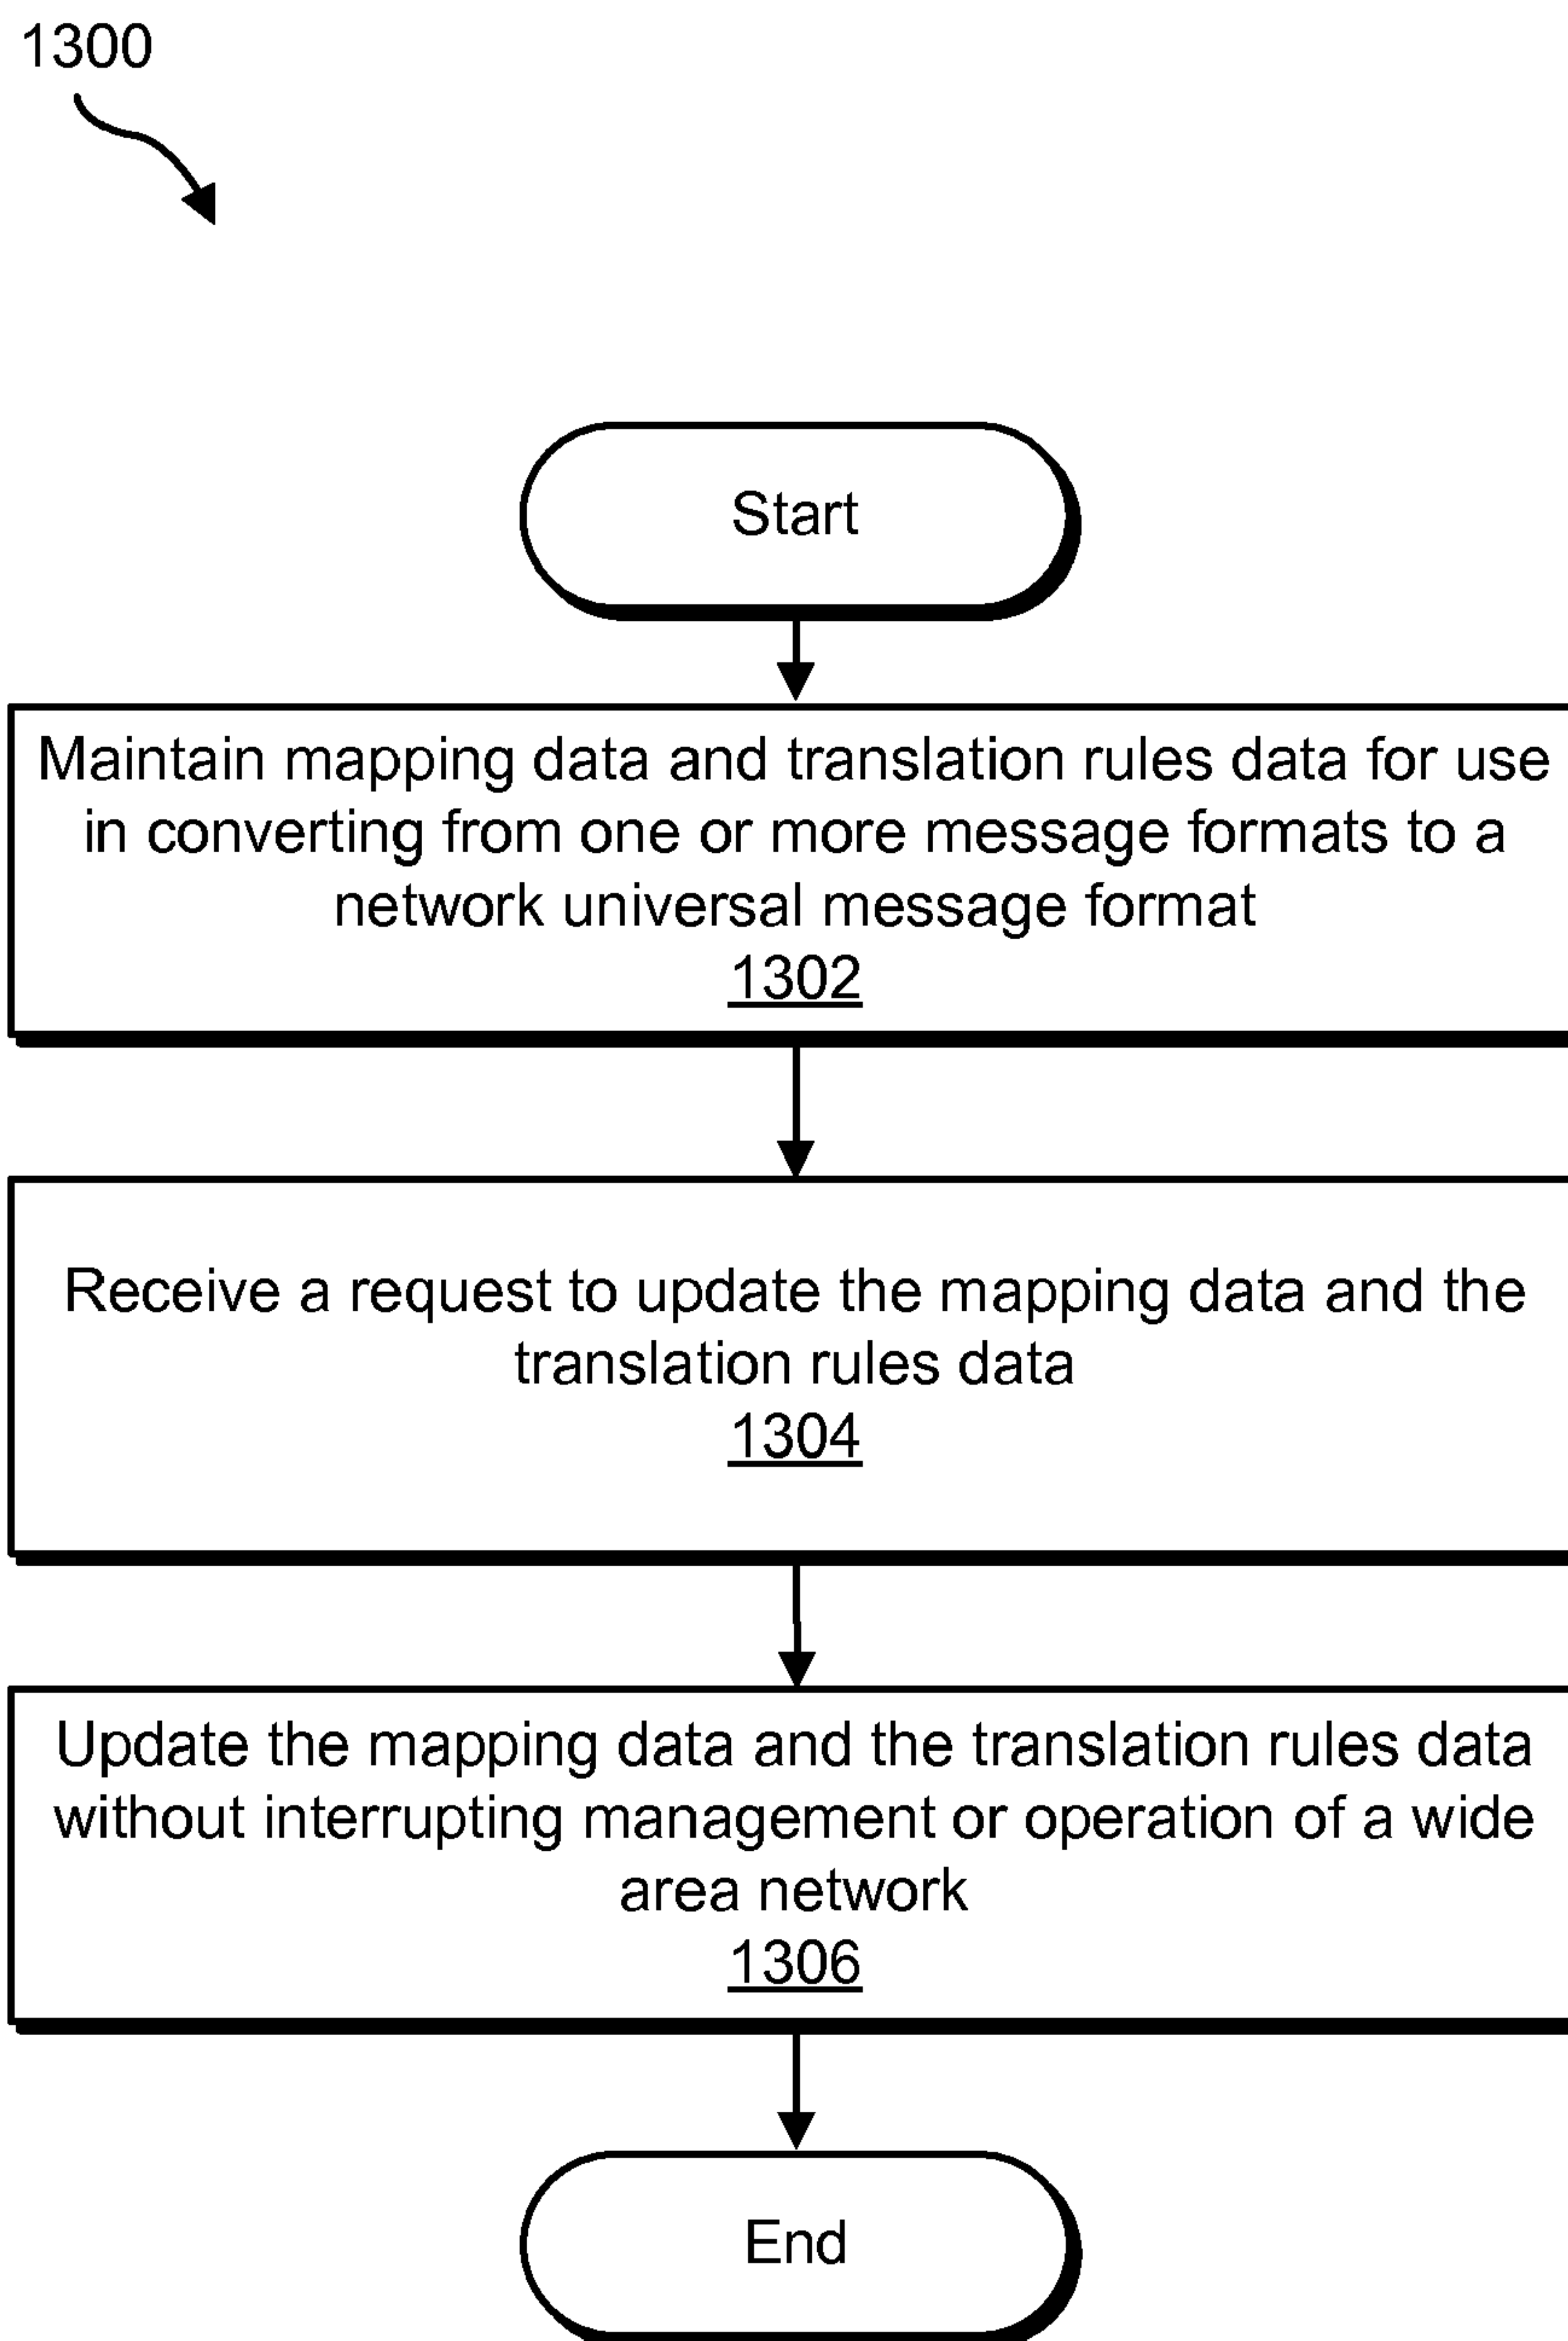 1300
Start
Maintain mapping data and translation rules data for use
in converting from one or more message formats to a
network universal message format
1302
Receive a request to update the mapping data and the
translation rules data
1304
Update the mapping data and the translation rules data
without interrupting management or operation of a wide
area network
1306
End